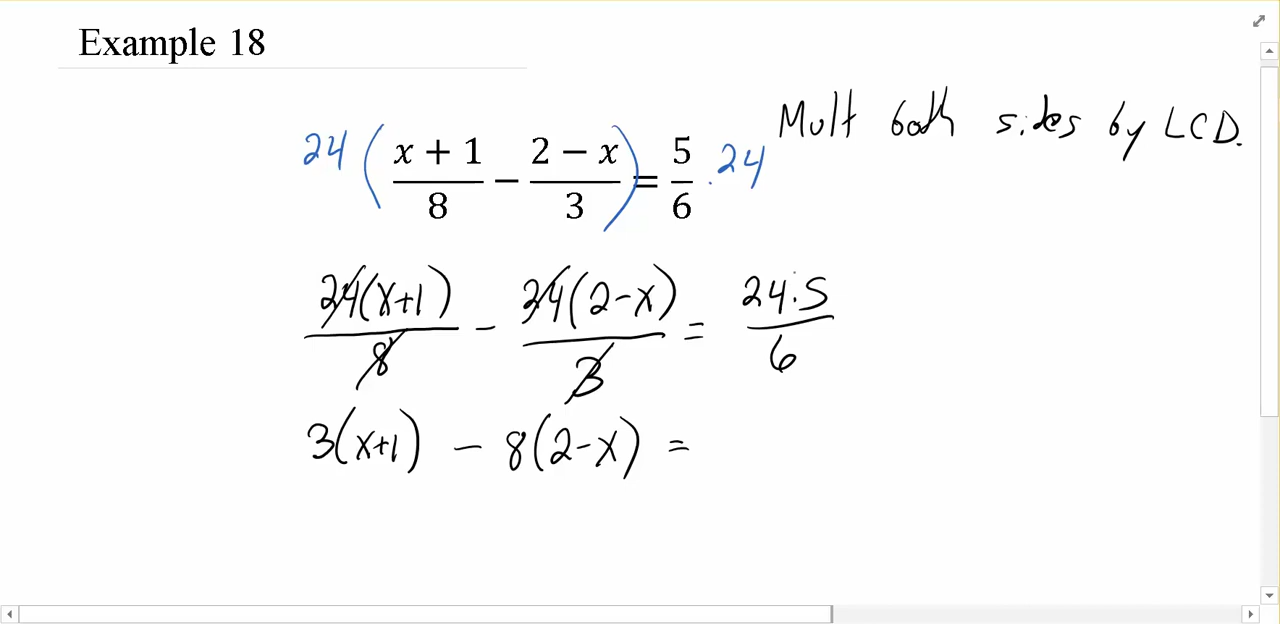 Example 18
Mult both sides by LCD.
24 ( (x + 1)/8 − (2 − x)/3 ) = 5/6 · 24
24(x+1)/8 − 24(2−x)/3 = 24·5/6
3(x+1) − 8(2−x) =